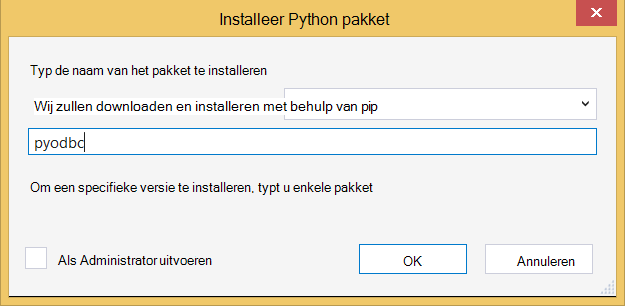 Installeer Python pakket
Typ de naam van het pakket te installeren
Wij zullen downloaden en installeren met behulp van pip
pyodbc
Om een specifieke versie te installeren, typt u enkele pakket
Als Administrator uitvoeren
OK
Annuleren